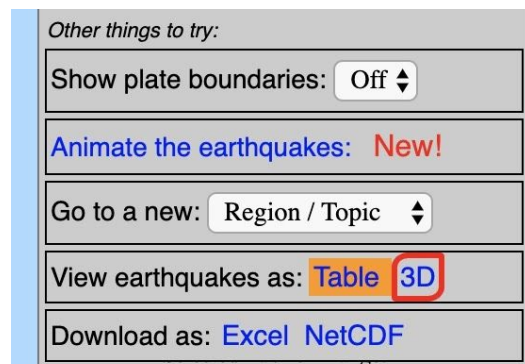 Other things to try:
Show plate boundaries: Off
Animate the earthquakes: New!
Go to a new: Region / Topic
View earthquakes as: Table 3D
Download as: Excel NetCDF